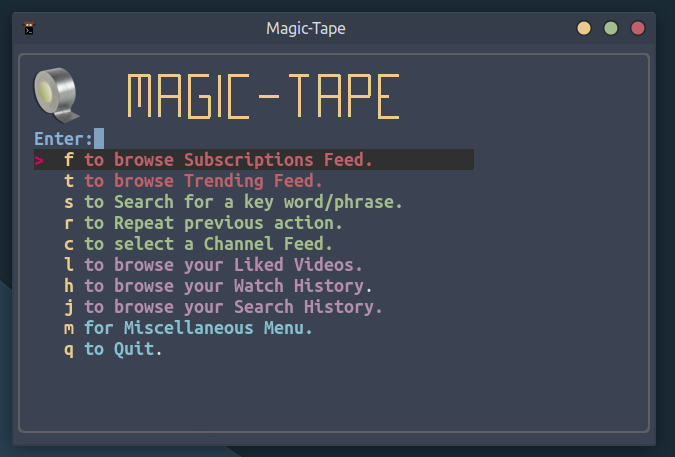 Magic-Tape
MAGIC-TAPE
Enter:
> f to browse Subscriptions Feed.
t to browse Trending Feed.
s to Search for a key word/phrase.
r to Repeat previous action.
c to select a Channel Feed.
l to browse your Liked Videos.
h to browse your Watch History.
j to browse your Search History.
m for Miscellaneous Menu.
q to Quit.